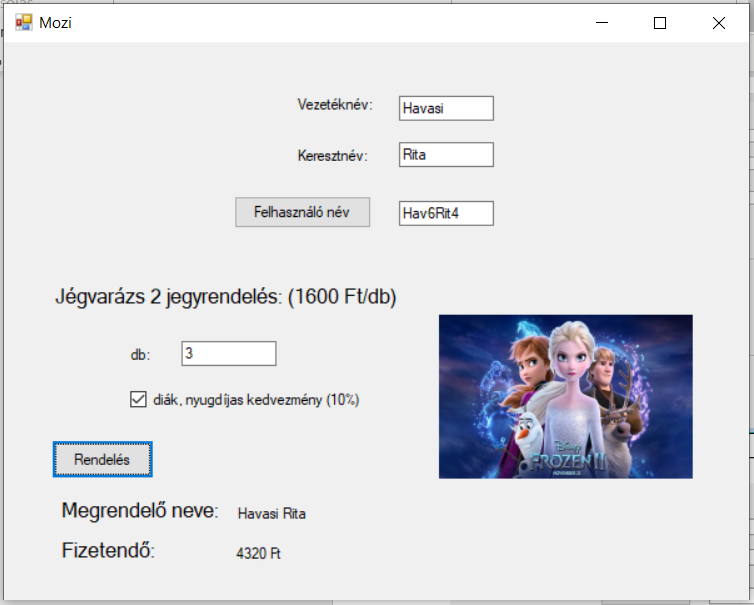 Mozi
Vezetéknév: Havasi
Keresztnév: Rita
Felhasználó név Hav6Rit4
Jégvarázs 2 jegyrendelés: (1600 Ft/db)
db: 3
diák, nyugdíjas kedvezmény (10%)
Disney
FROZEN II
Rendelés
Megrendelő neve: Havasi Rita
Fizetendő: 4320 Ft